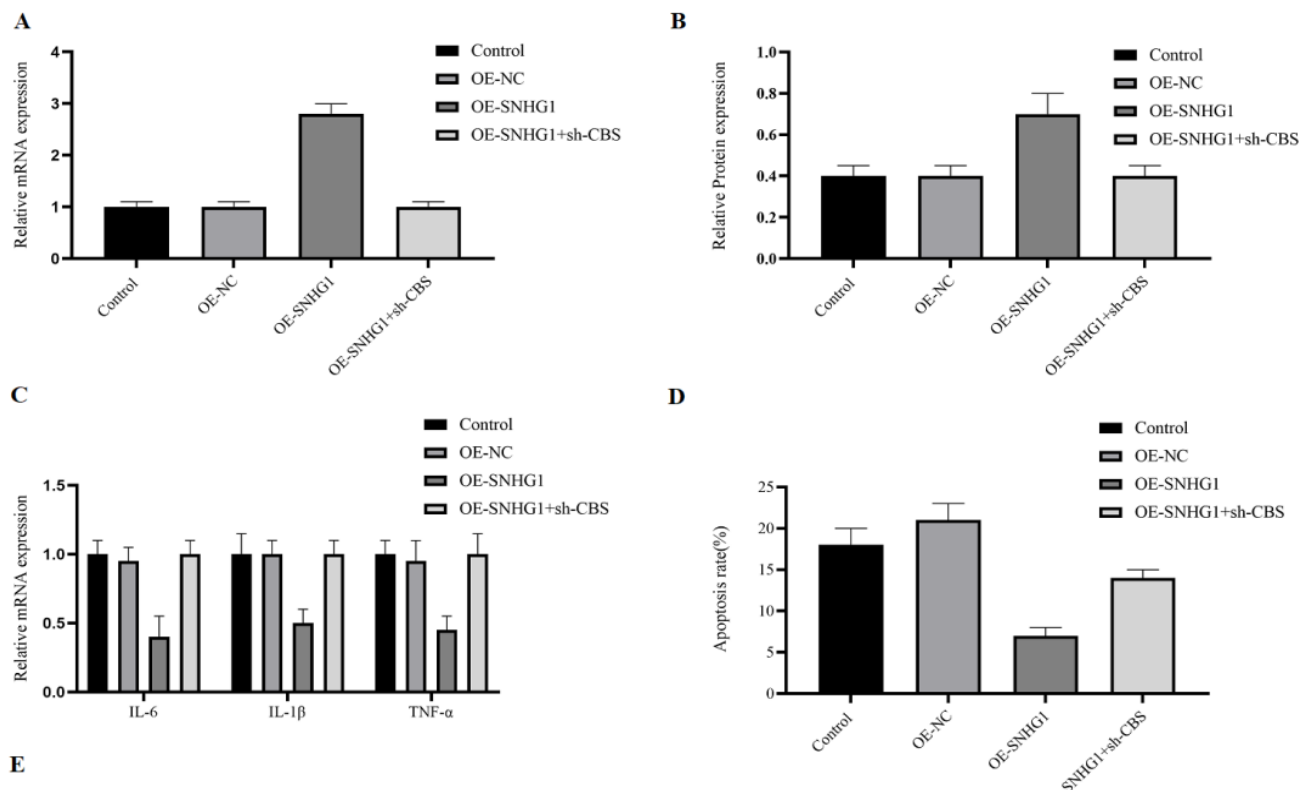 A
Relative mRNA expression
4
3
2
1
0
Control
OE-NC
OE-SNHG1
OE-SNHG1+sh-CBS
Control
OE-NC
OE-SNHG1
OE-SNHG1+sh-CBS
B
Relative Protein expression
1.0
0.8
0.6
0.4
0.2
0.0
Control
OE-NC
OE-SNHG1
OE-SNHG1+sh-CBS
Control
OE-NC
OE-SNHG1
OE-SNHG1+sh-CBS
C
Relative mRNA expression
1.5
1.0
0.5
0.0
IL-6
IL-1β
TNF-α
Control
OE-NC
OE-SNHG1
OE-SNHG1+sh-CBS
D
Apoptosis rate(%)
25
20
15
10
5
0
Control
OE-NC
OE-SNHG1
SNHG1+sh-CBS
Control
OE-NC
OE-SNHG1
OE-SNHG1+sh-CBS
E